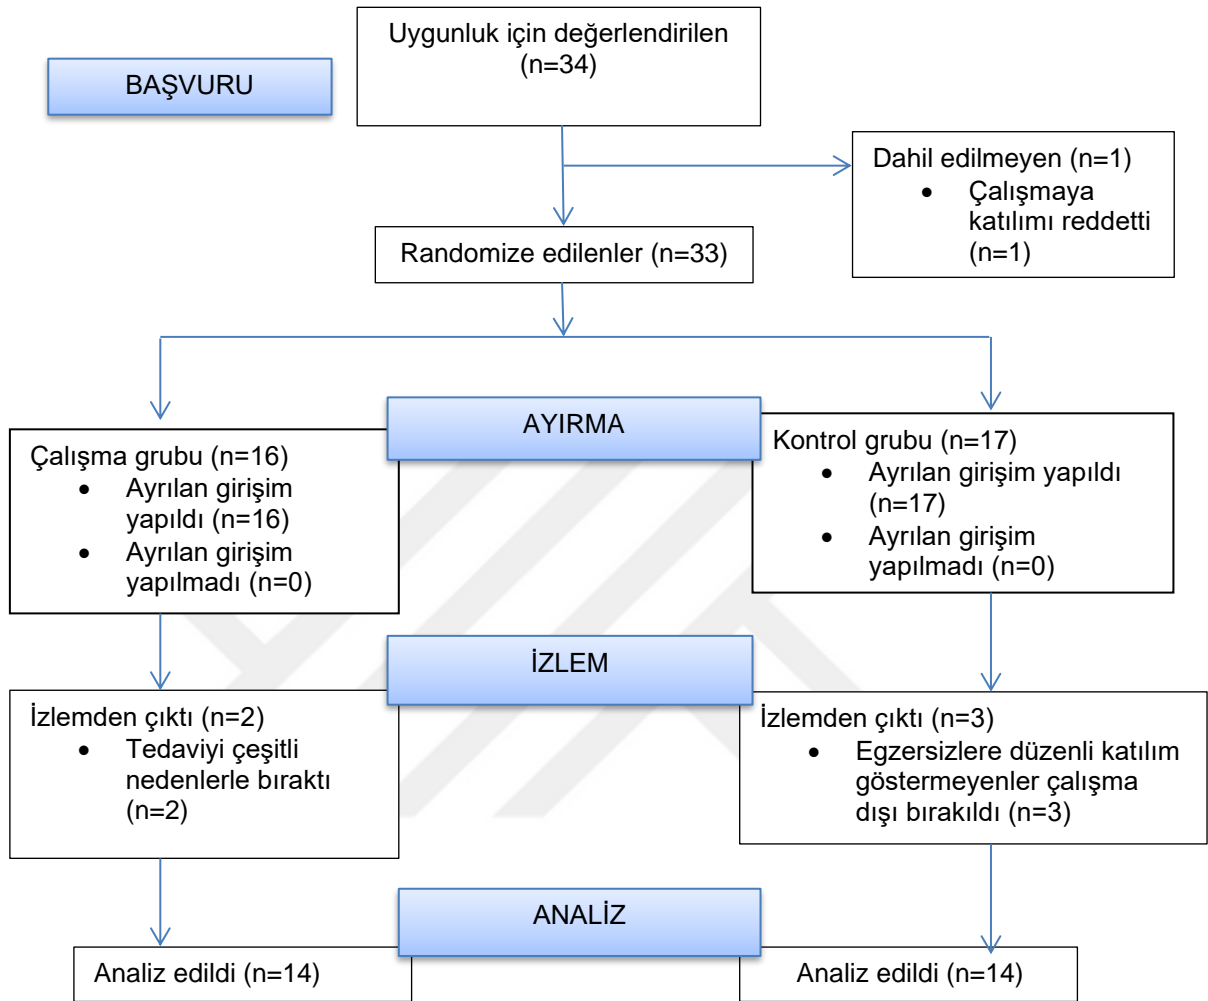 Uygunluk için değerlendirilen
(n=34)
BAŞVURU
Dahil edilmeyen (n=1)
• Çalışmaya
katılımı reddetti
(n=1)
Randomize edilenler (n=33)
AYIRMA
Çalışma grubu (n=16)
• Ayrılan girişim
yapıldı (n=16)
• Ayrılan girişim
yapılmadı (n=0)
Kontrol grubu (n=17)
• Ayrılan girişim yapıldı
(n=17)
• Ayrılan girişim
yapılmadı (n=0)
İZLEM
İzlemden çıktı (n=2)
• Tedaviyi çeşitli
nedenlerle bıraktı
(n=2)
İzlemden çıktı (n=3)
• Egzersizlere düzenli katılım
göstermeyenler çalışma
dışı bırakıldı (n=3)
ANALİZ
Analiz edildi (n=14)
Analiz edildi (n=14)